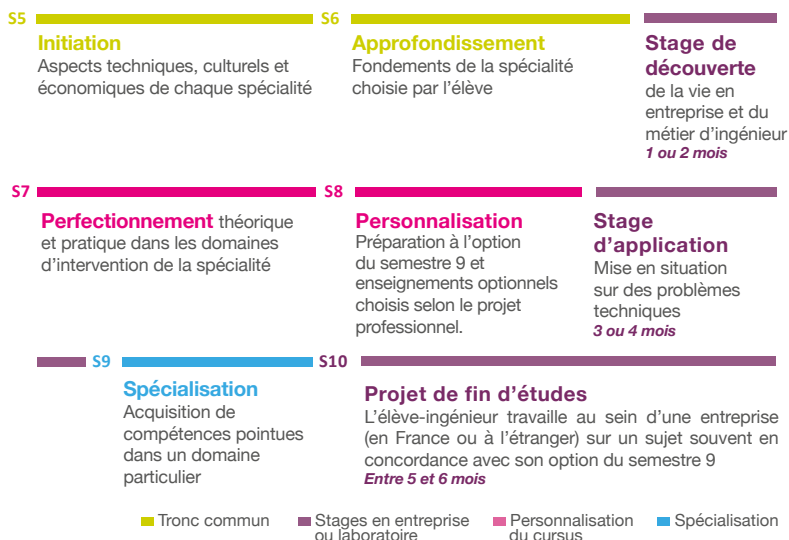 S5
S6
Initiation
Aspects techniques, culturels et
économiques de chaque spécialité
Approfondissement
Fondements de la spécialité
choisie par l'élève
Stage de
découverte
de la vie en
entreprise et du
métier d'ingénieur
1 ou 2 mois
S7
S8
Perfectionnement théorique
et pratique dans les domaines
d'intervention de la spécialité
Personnalisation
Préparation à l'option
du semestre 9 et
enseignements optionnels
choisis selon le projet
professionnel.
Stage
d'application
Mise en situation
sur des problèmes
techniques
3 ou 4 mois
S9
S10
Spécialisation
Acquisition de
compétences pointues
dans un domaine
particulier
Projet de fin d'études
L'élève-ingénieur travaille au sein d'une entreprise
(en France ou à l'étranger) sur un sujet souvent en
concordance avec son option du semestre 9
Entre 5 et 6 mois
Tronc commun
Stages en entreprise
ou laboratoire
Personnalisation
du cursus
Spécialisation